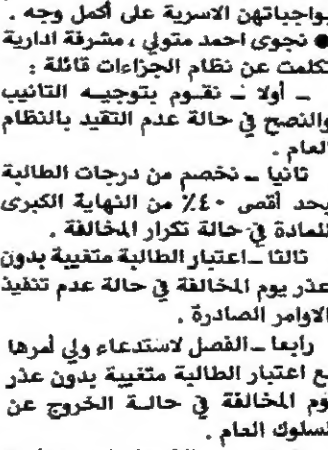 بواجباتهن الاسرية على أكمل وجه .
● نجوى احمد متولي ، مشرفة ادارية
تكلمت عن نظام الجزاءات قائلة :
ـ أولا ـ نقوم بتوجيه التانيب
والنصح في حالة عدم التقيد بالنظام
العام .
ثانيا ـ نخصم من درجات الطالبة
بحد أقصى ٤٠٪ من النهاية الكبرى
للمادة في حالة تكرار المخالفة .
ثالثا ـ اعتبار الطالبة متغيبة بدون
عذر يوم المخالفة في حالة عدم تنفيذ
الاوامر الصادرة .
رابعا ـ الفصل لاستدعاء ولي أمرها
مع اعتبار الطالبة متغيبة بدون عذر
يوم المخالفة في حالة الخروج عن
السلوك العام .